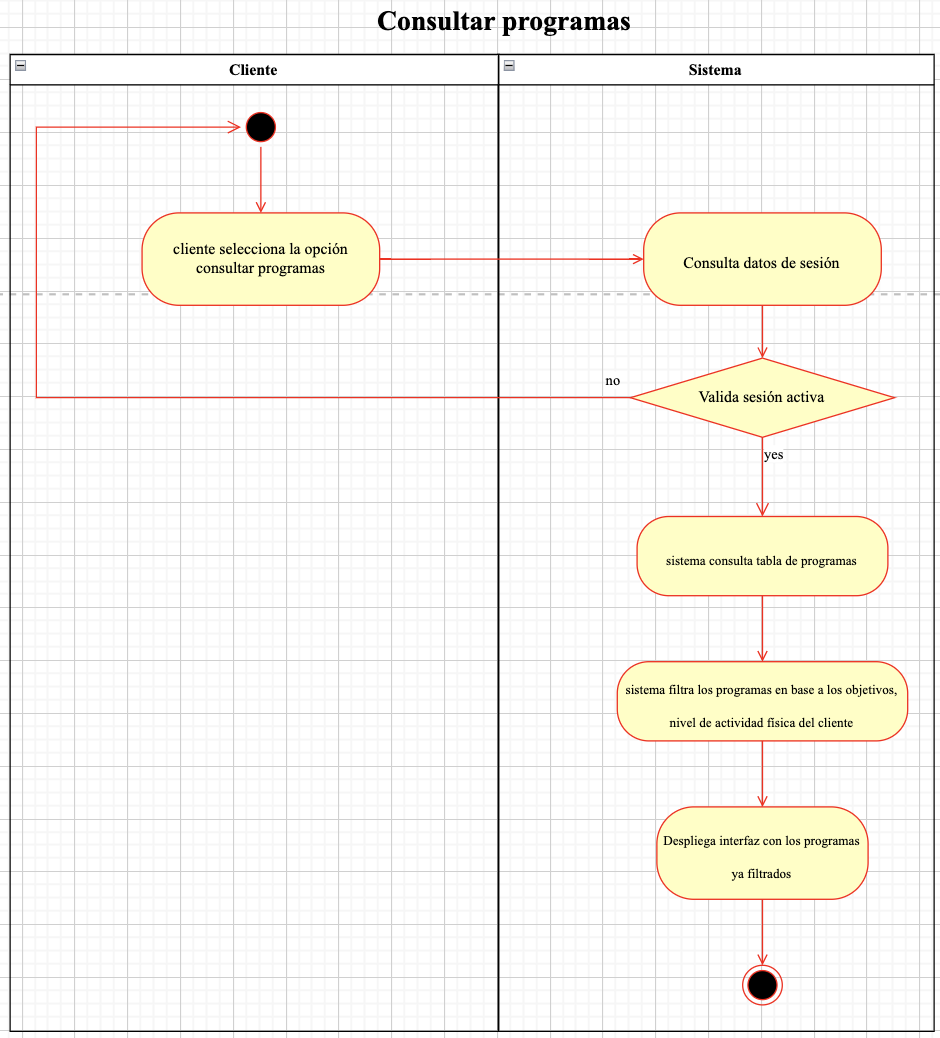 Consultar programas
Cliente
Sistema
cliente selecciona la opción
consultar programas
Consulta datos de sesión
no
Valida sesión activa
yes
sistema consulta tabla de programas
sistema filtra los programas en base a los objetivos,
nivel de actividad física del cliente
Despliega interfaz con los programas
ya filtrados